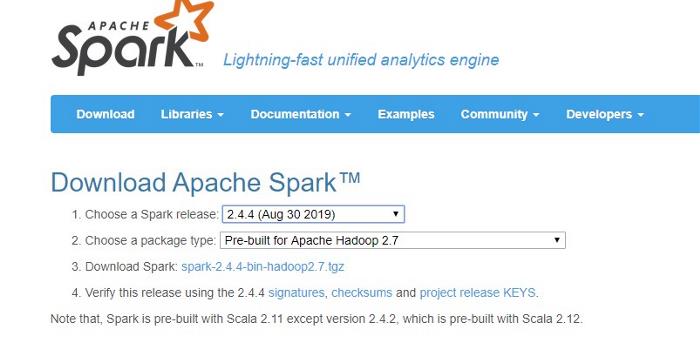 APACHE
Spark™
Lightning-fast unified analytics engine
Download Libraries Documentation Examples Community Developers
Download Apache Spark™
1. Choose a Spark release: 2.4.4 (Aug 30 2019)
2. Choose a package type: Pre-built for Apache Hadoop 2.7
3. Download Spark: spark-2.4.4-bin-hadoop2.7.tgz
4. Verify this release using the 2.4.4 signatures, checksums and project release KEYS.
Note that, Spark is pre-built with Scala 2.11 except version 2.4.2, which is pre-built with Scala 2.12.